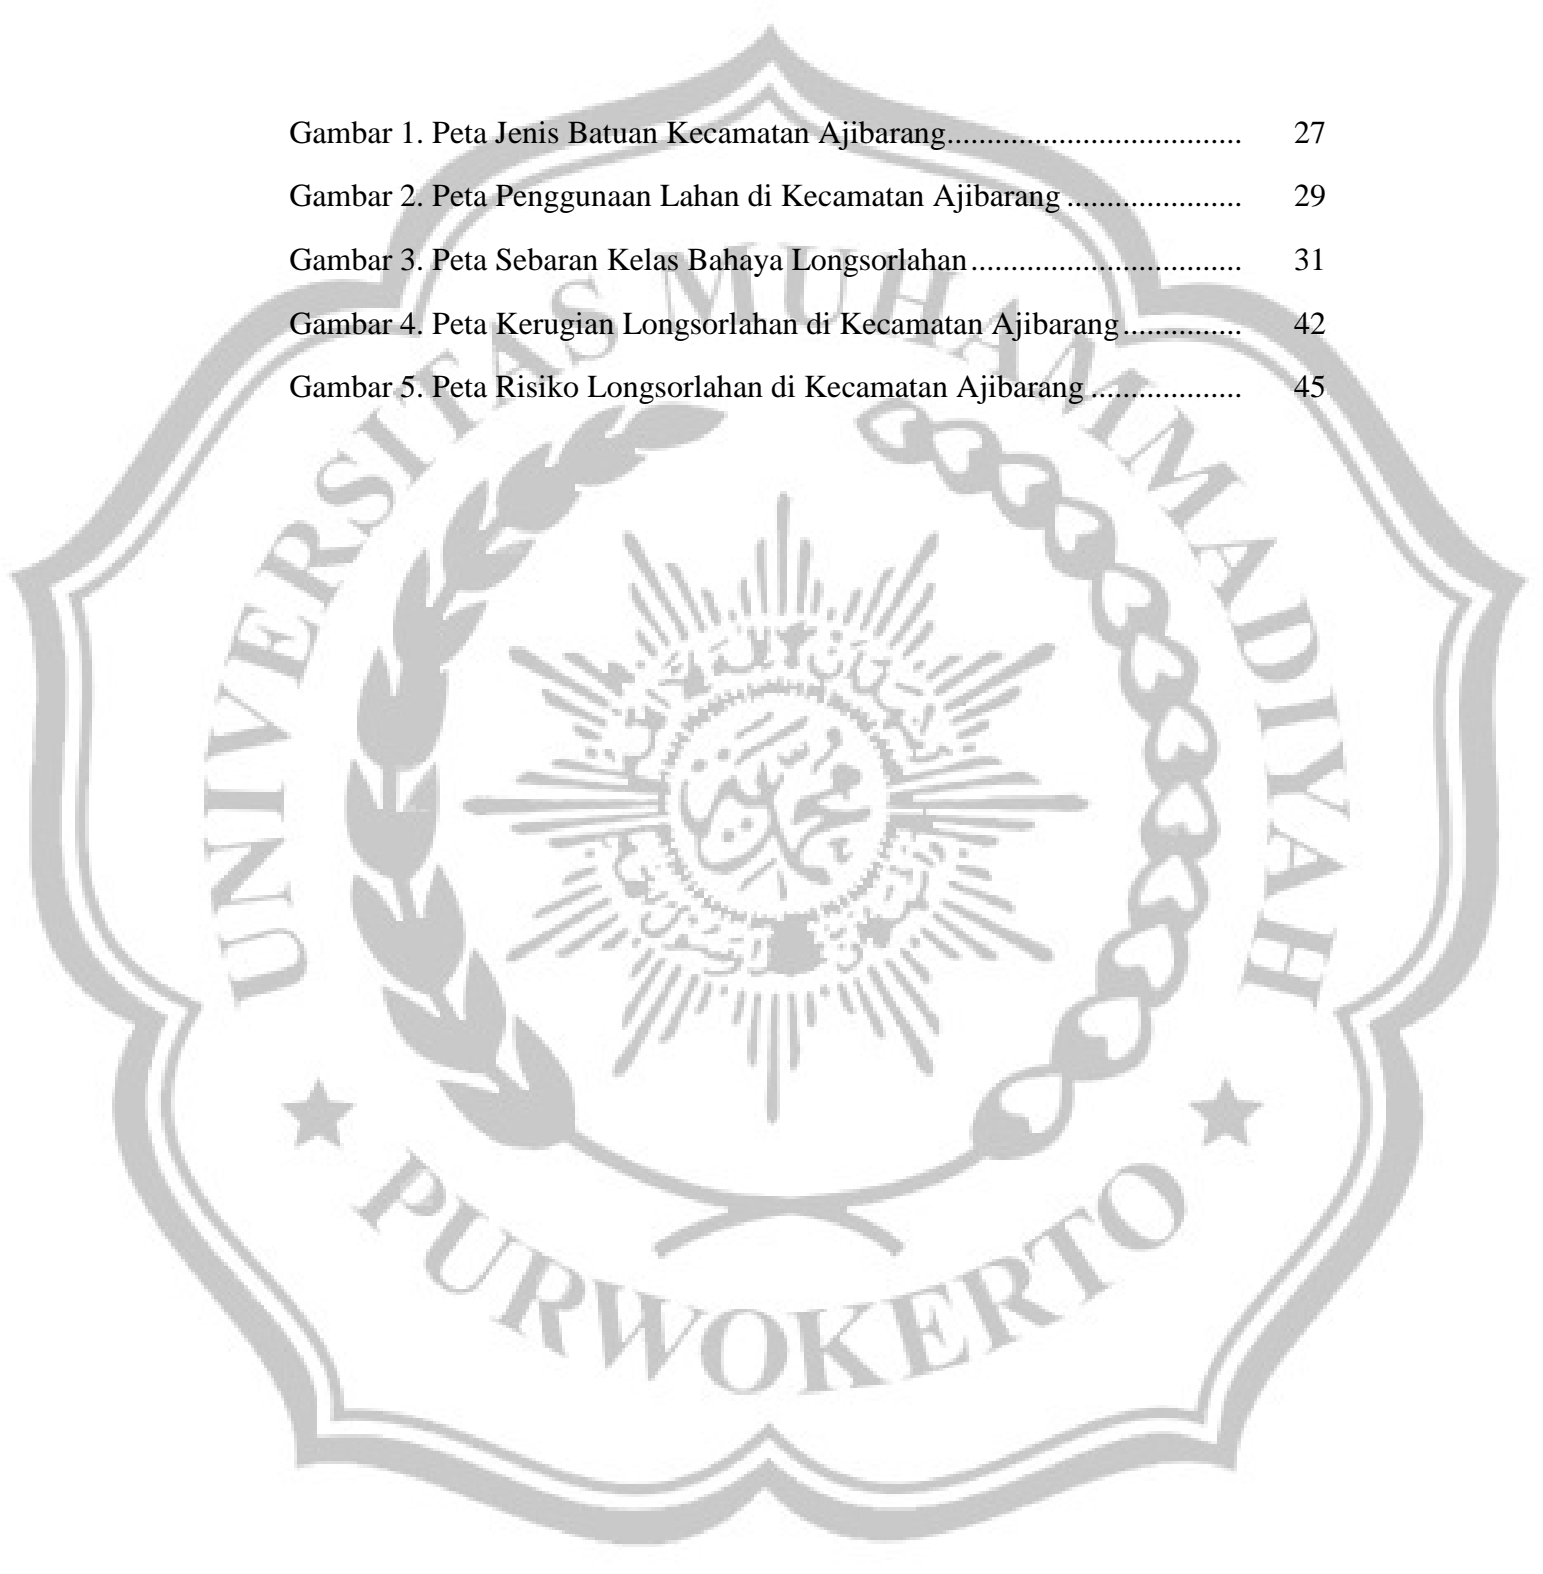 Gambar 1. Peta Jenis Batuan Kecamatan Ajibarang..................................... 27
Gambar 2. Peta Penggunaan Lahan di Kecamatan Ajibarang ...................... 29
Gambar 3. Peta Sebaran Kelas Bahaya Longsorlahan.................................. 31
Gambar 4. Peta Kerugian Longsorlahan di Kecamatan Ajibarang............... 42
Gambar 5. Peta Risiko Longsorlahan di Kecamatan Ajibarang ................... 45
UNIVERSITAS MUHAMMADIYAH
محمدية
PURWOKERTO